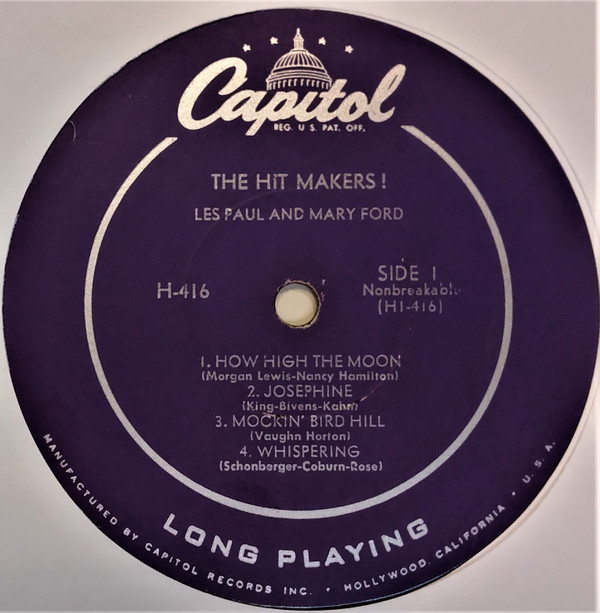 Capitol
REG. U.S. PAT. OFF.
THE HIT MAKERS!
LES PAUL AND MARY FORD
H-416
SIDE 1
Nonbreakable
(H1-416)
1. HOW HIGH THE MOON
(Morgan Lewis-Nancy Hamilton)
2. JOSEPHINE
(King-Bivens-Kahn)
3. MOCKIN' BIRD HILL
(Vaughn Horton)
4. WHISPERING
(Schonberger-Coburn-Rose)
LONG PLAYING
MANUFACTURED BY CAPITOL RECORDS INC. • HOLLYWOOD, CALIFORNIA • U.S.A.